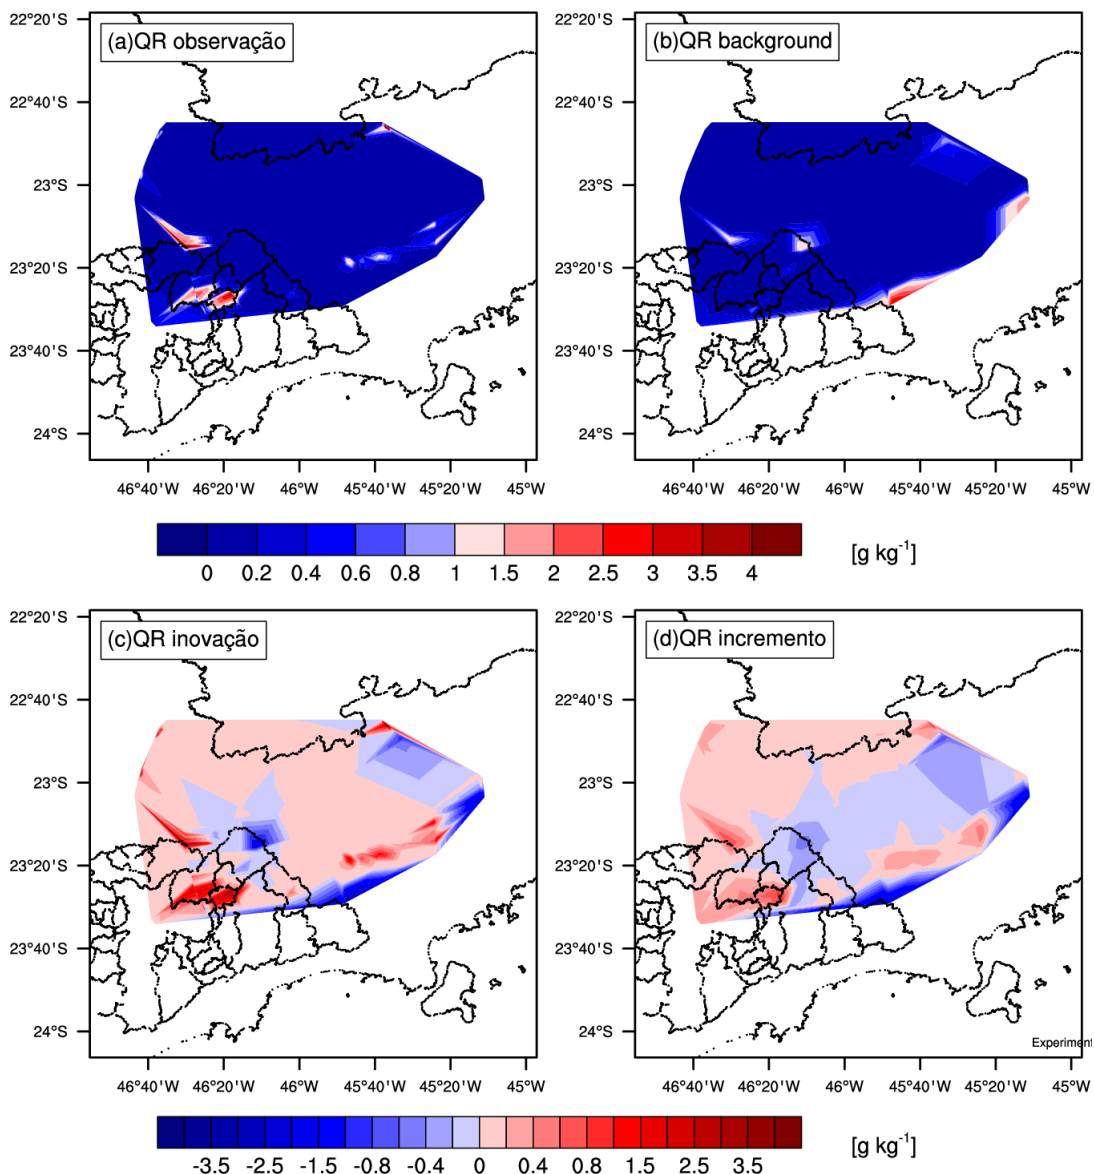 (a)QR observação
(b)QR background
22°20'S
22°40'S
23°S
23°20'S
23°40'S
24°S
22°20'S
22°40'S
23°S
23°20'S
23°40'S
24°S
46°40'W 46°20'W 46°W 45°40'W 45°20'W 45°W
46°40'W 46°20'W 46°W 45°40'W 45°20'W 45°W
0 0.2 0.4 0.6 0.8 1 1.5 2 2.5 3 3.5 4
[g kg⁻¹]
(c)QR inovação
(d)QR incremento
22°20'S
22°40'S
23°S
23°20'S
23°40'S
24°S
22°20'S
22°40'S
23°S
23°20'S
23°40'S
24°S
Experiment
46°40'W 46°20'W 46°W 45°40'W 45°20'W 45°W
46°40'W 46°20'W 46°W 45°40'W 45°20'W 45°W
-3.5 -2.5 -1.5 -0.8 -0.4 0 0.4 0.8 1.5 2.5 3.5
[g kg⁻¹]